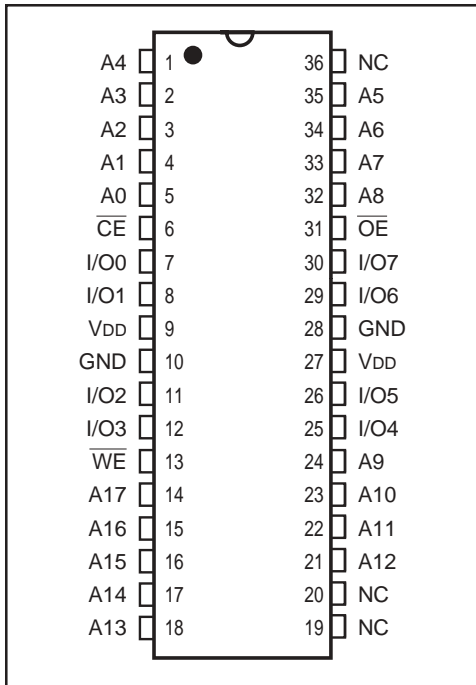 A4 1 36 NC
A3 2 35 A5
A2 3 34 A6
A1 4 33 A7
A0 5 32 A8
C̅E̅ 6 31 O̅E̅
I/O0 7 30 I/O7
I/O1 8 29 I/O6
VDD 9 28 GND
GND 10 27 VDD
I/O2 11 26 I/O5
I/O3 12 25 I/O4
W̅E̅ 13 24 A9
A17 14 23 A10
A16 15 22 A11
A15 16 21 A12
A14 17 20 NC
A13 18 19 NC